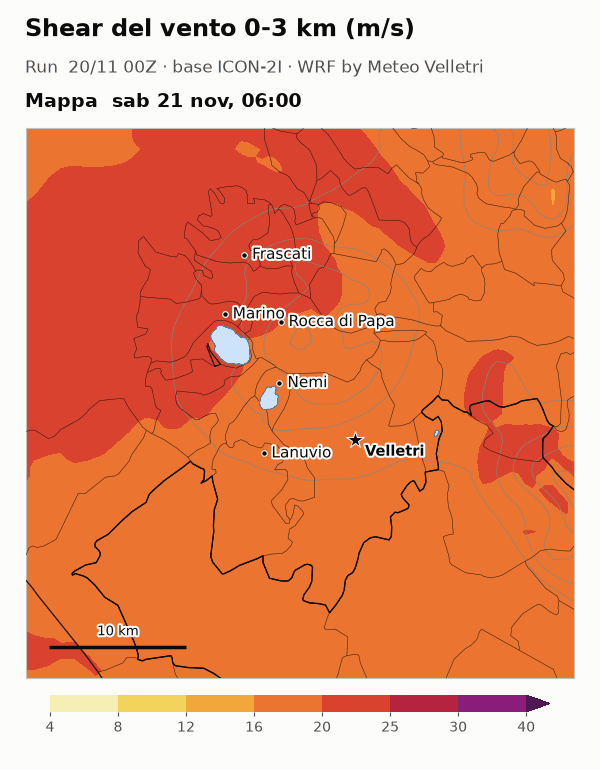 Shear del vento 0-3 km (m/s)
Run  20/11 00Z · base ICON-2I · WRF by Meteo Velletri
Mappa  sab 21 nov, 06:00
Frascati
Marino
Rocca di Papa
Nemi
Velletri
Lanuvio
10 km
4 8 12 16 20 25 30 40